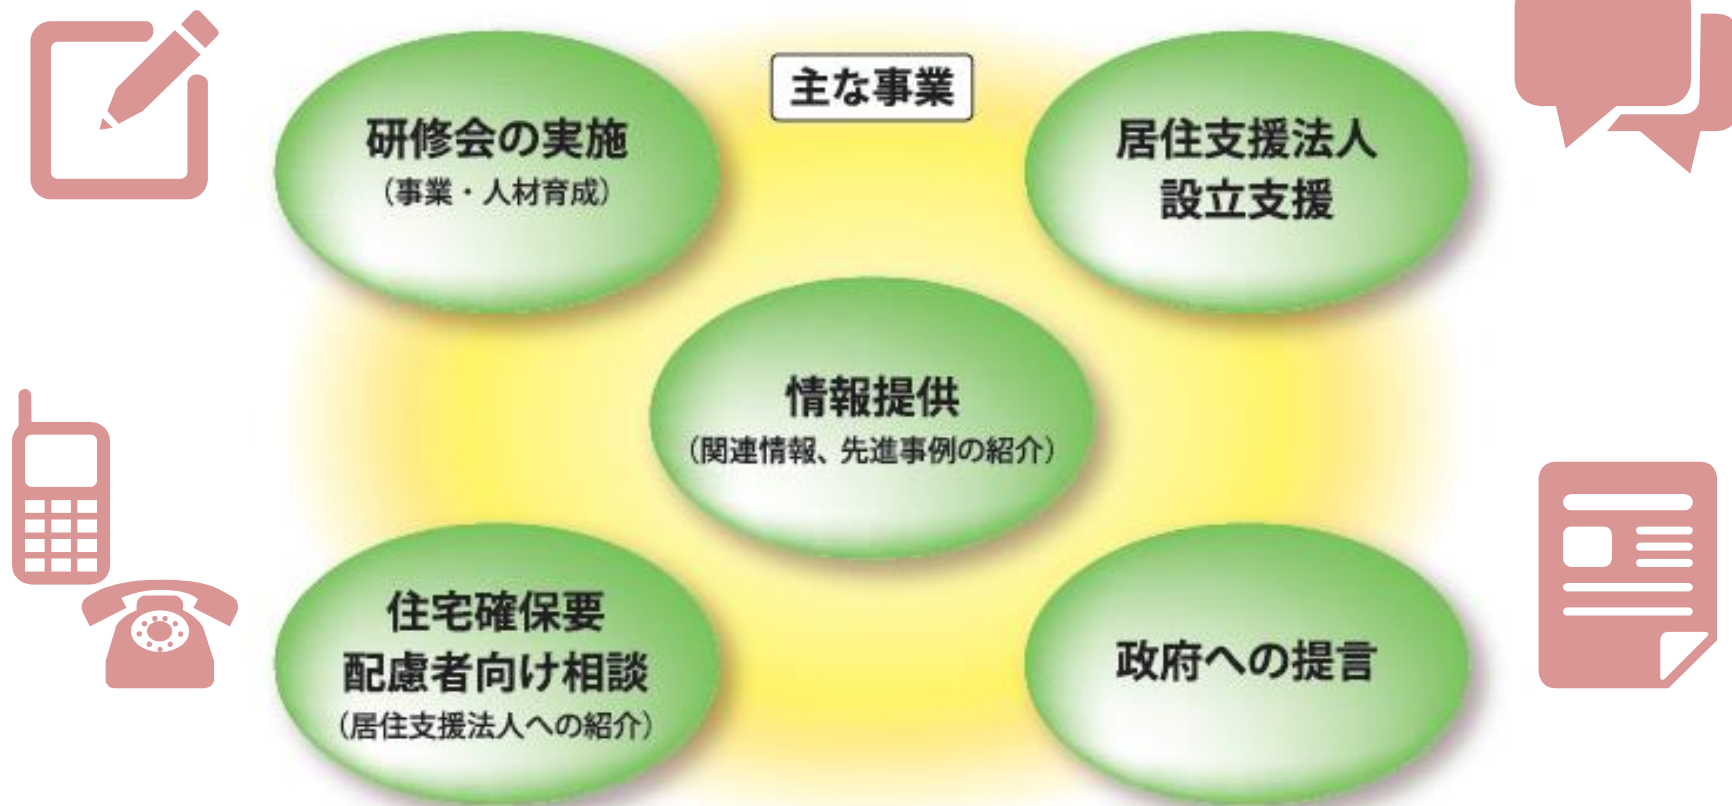 主な事業
研修会の実施
（事業・人材育成）
居住支援法人
設立支援
情報提供
（関連情報、先進事例の紹介）
住宅確保要
配慮者向け相談
（居住支援法人への紹介）
政府への提言